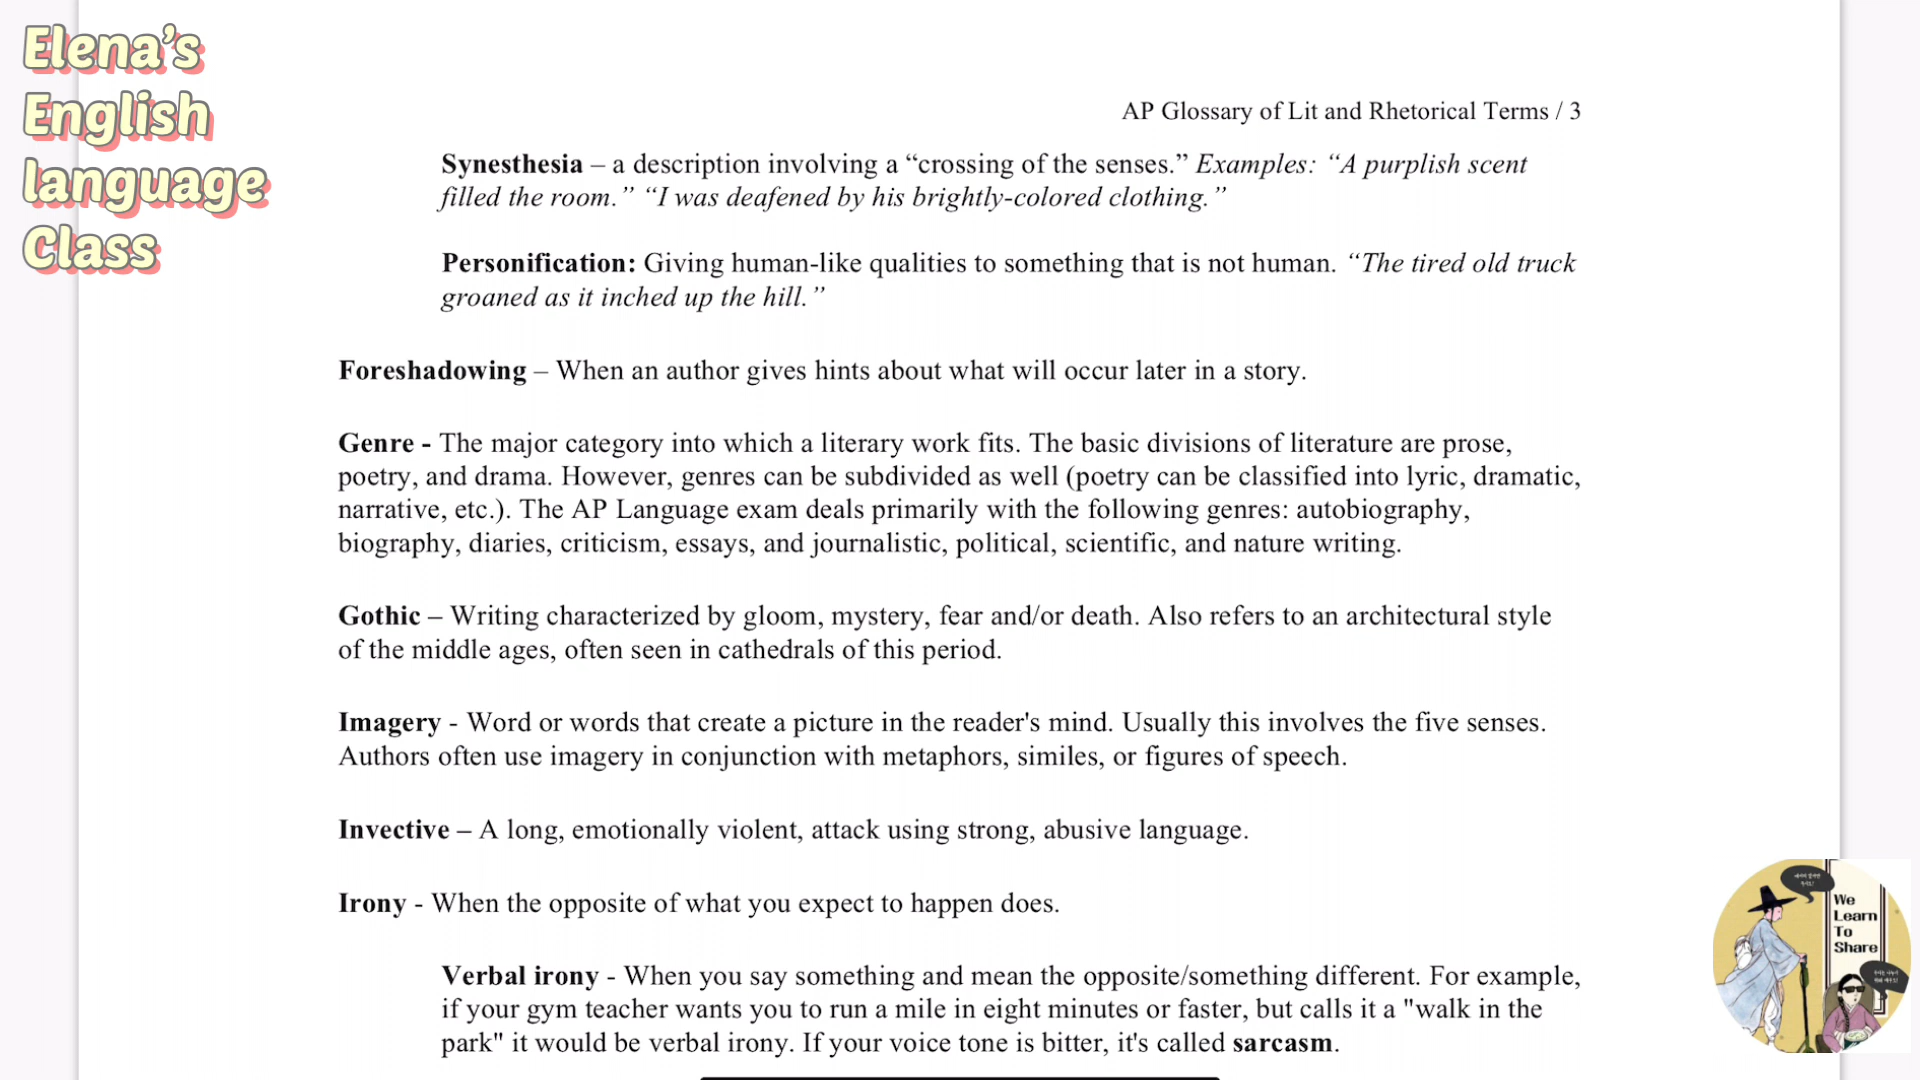 Elena’s
English
language
Class
AP Glossary of Lit and Rhetorical Terms / 3
Synesthesia – a description involving a “crossing of the senses.” Examples: “A purplish scent
filled the room.” “I was deafened by his brightly-colored clothing.”
Personification: Giving human-like qualities to something that is not human. “The tired old truck
groaned as it inched up the hill.”
Foreshadowing – When an author gives hints about what will occur later in a story.
Genre - The major category into which a literary work fits. The basic divisions of literature are prose,
poetry, and drama. However, genres can be subdivided as well (poetry can be classified into lyric, dramatic,
narrative, etc.). The AP Language exam deals primarily with the following genres: autobiography,
biography, diaries, criticism, essays, and journalistic, political, scientific, and nature writing.
Gothic – Writing characterized by gloom, mystery, fear and/or death. Also refers to an architectural style
of the middle ages, often seen in cathedrals of this period.
Imagery - Word or words that create a picture in the reader's mind. Usually this involves the five senses.
Authors often use imagery in conjunction with metaphors, similes, or figures of speech.
Invective – A long, emotionally violent, attack using strong, abusive language.
Irony - When the opposite of what you expect to happen does.
Verbal irony - When you say something and mean the opposite/something different. For example,
if your gym teacher wants you to run a mile in eight minutes or faster, but calls it a "walk in the
park" it would be verbal irony. If your voice tone is bitter, it's called sarcasm.
We
Learn
To
Share